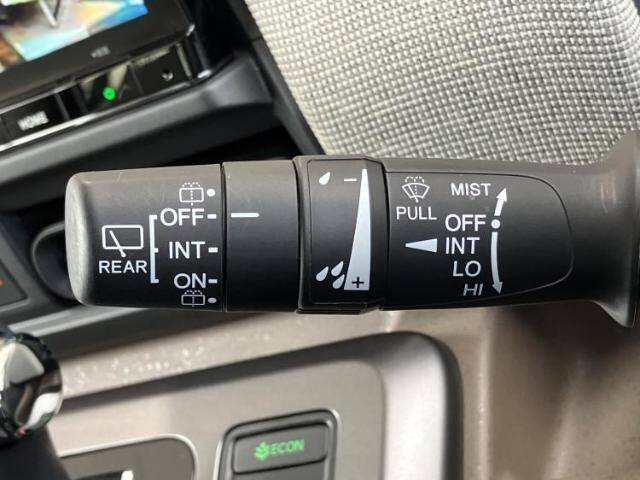 HOME
OFF
INT
ON
REAR
−
+
PULL
MIST
OFF
INT
LO
HI
ECON